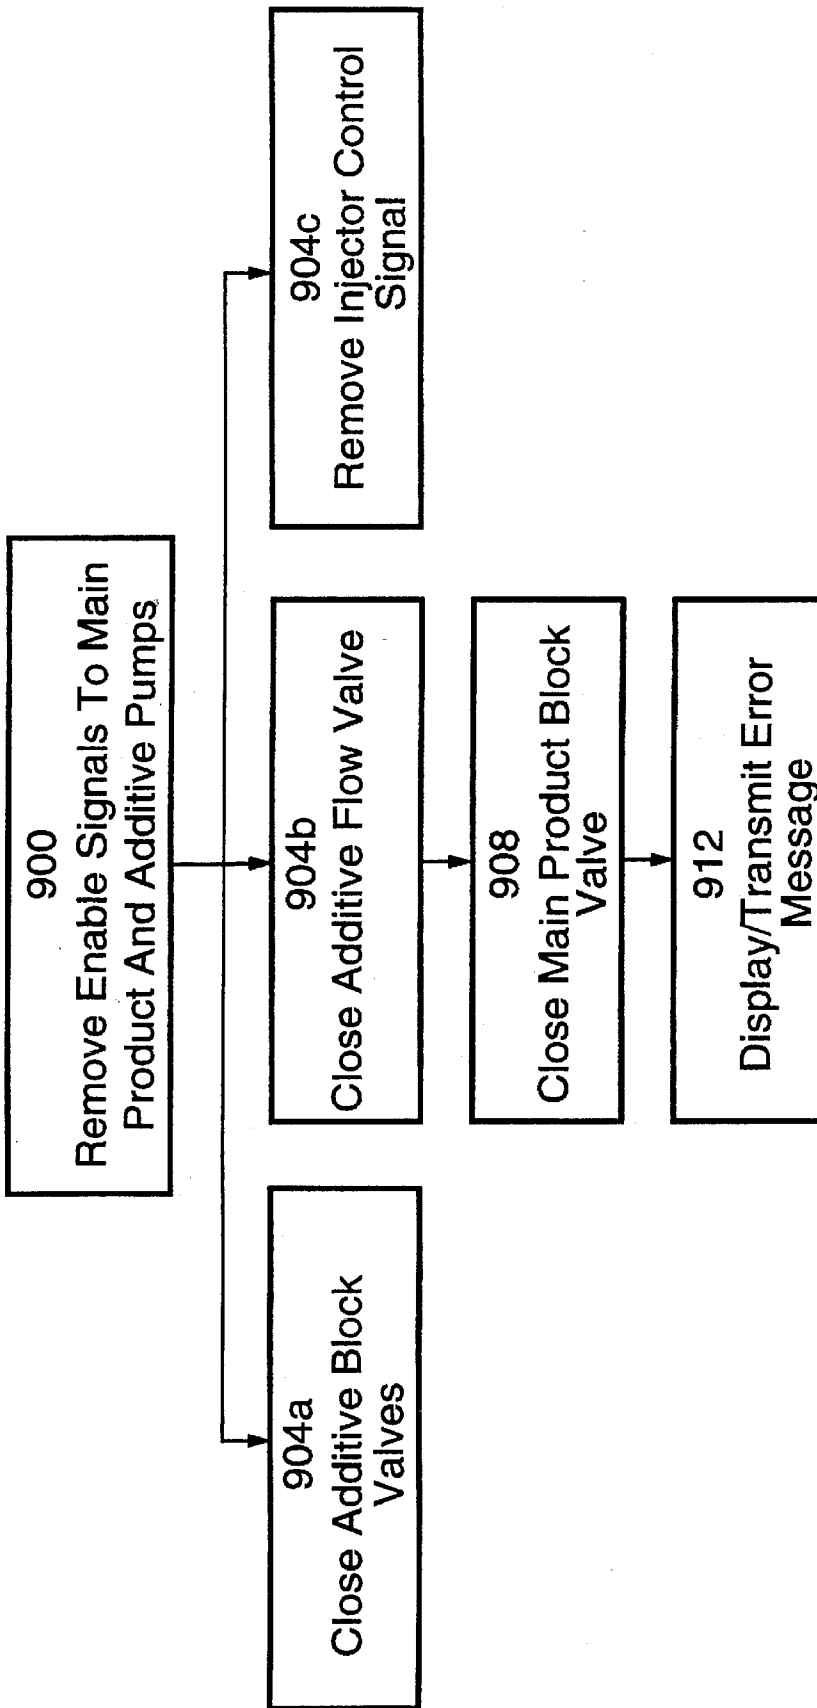 900
Remove Enable Signals To Main
Product And Additive Pumps
904a
Close Additive Block
Valves
904b
Close Additive Flow Valve
904c
Remove Injector Control
Signal
908
Close Main Product Block
Valve
912
Display/Transmit Error
Message